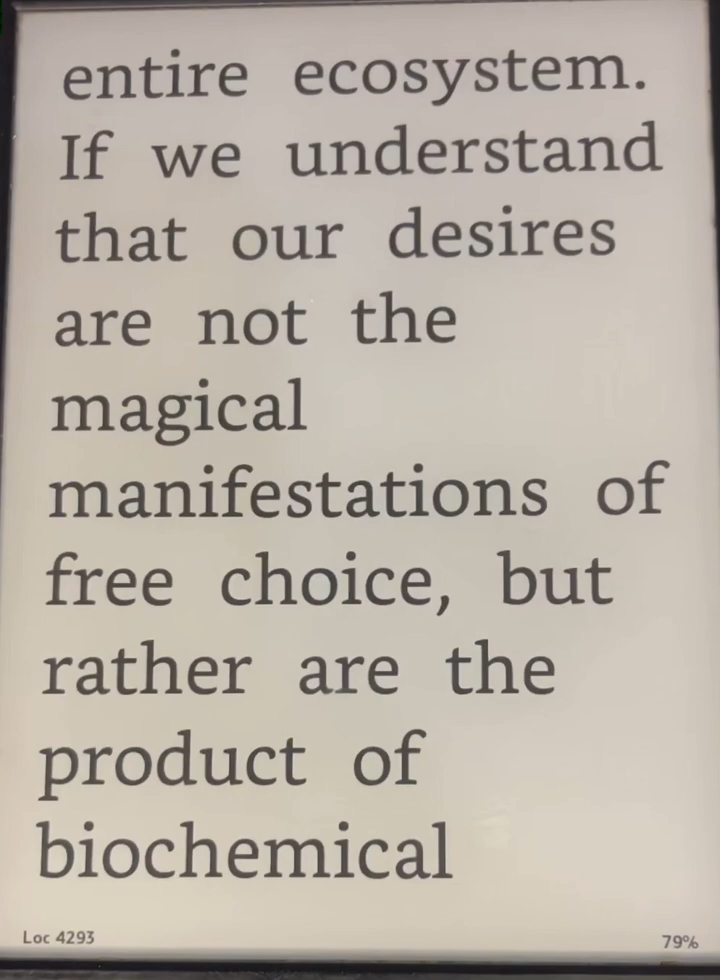 entire ecosystem.
If we understand
that our desires
are not the
magical
manifestations of
free choice, but
rather are the
product of
biochemical
Loc 4293 79%